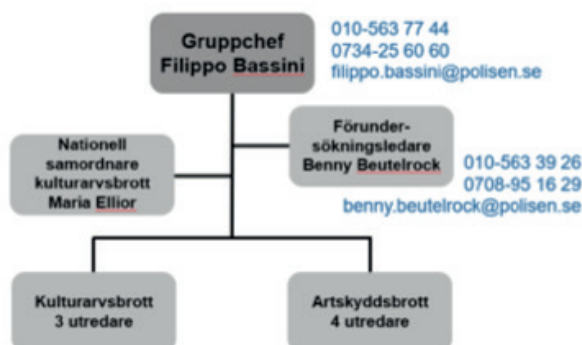 Gruppchef
Filippo Bassini
010-563 77 44
0734-25 60 60
filippo.bassini@polisen.se
Nationell
samordnare
kulturarvsbrott
Maria Ellior
Förunder-
sökningsledare
Benny Beutelrock
010-563 39 26
0708-95 16 29
benny.beutelrock@polisen.se
Kulturarvsbrott
3 utredare
Artskyddsbrott
4 utredare